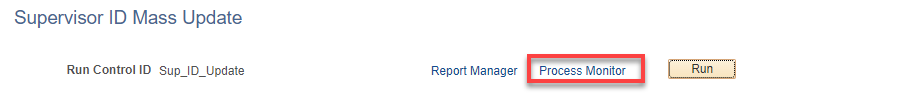 Supervisor ID Mass Update
Run Control ID Sup_ID_Update Report Manager Process Monitor Run